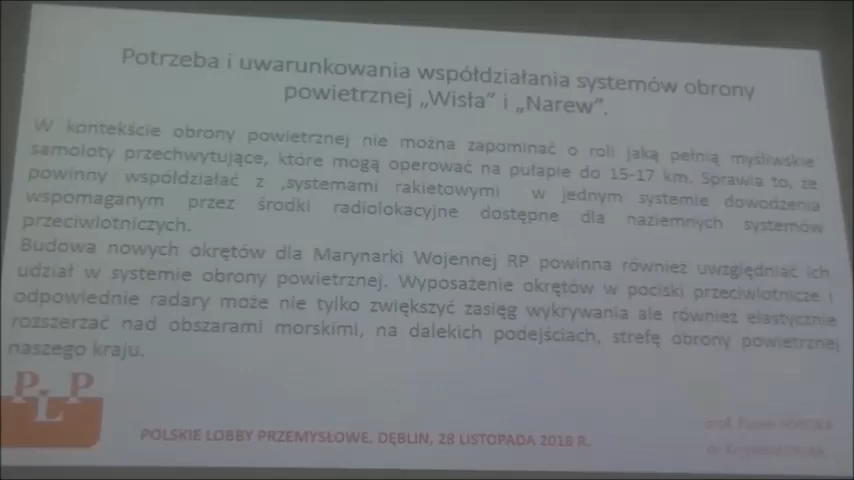 Potrzeba i uwarunkowania współdziałania systemów obrony
powietrznej „Wisła” i „Narew”.
W kontekście obrony powietrznej nie można zapominać o roli jaką pełnią myśliwskie
samoloty przechwytujące, które mogą operować na pułapie do 15-17 km. Sprawia to, że
powinny współdziałać z ,systemami rakietowymi w jednym systemie dowodzenia
wspomaganym przez środki radiolokacyjne dostępne dla naziemnych systemów
przeciwlotniczych.
Budowa nowych okrętów dla Marynarki Wojennej RP powinna również uwzględniać ich
udział w systemie obrony powietrznej. Wyposażenie okrętów w pociski przeciwlotnicze i
odpowiednie radary może nie tylko zwiększyć zasięg wykrywania ale również elastycznie
rozszerzać nad obszarami morskimi, na dalekich podejściach, strefę obrony powietrznej
naszego kraju.
PLP
POLSKIE LOBBY PRZEMYSŁOWE, DĘBLIN, 28 LISTOPADA 2018 R.
prof. Paweł
dr